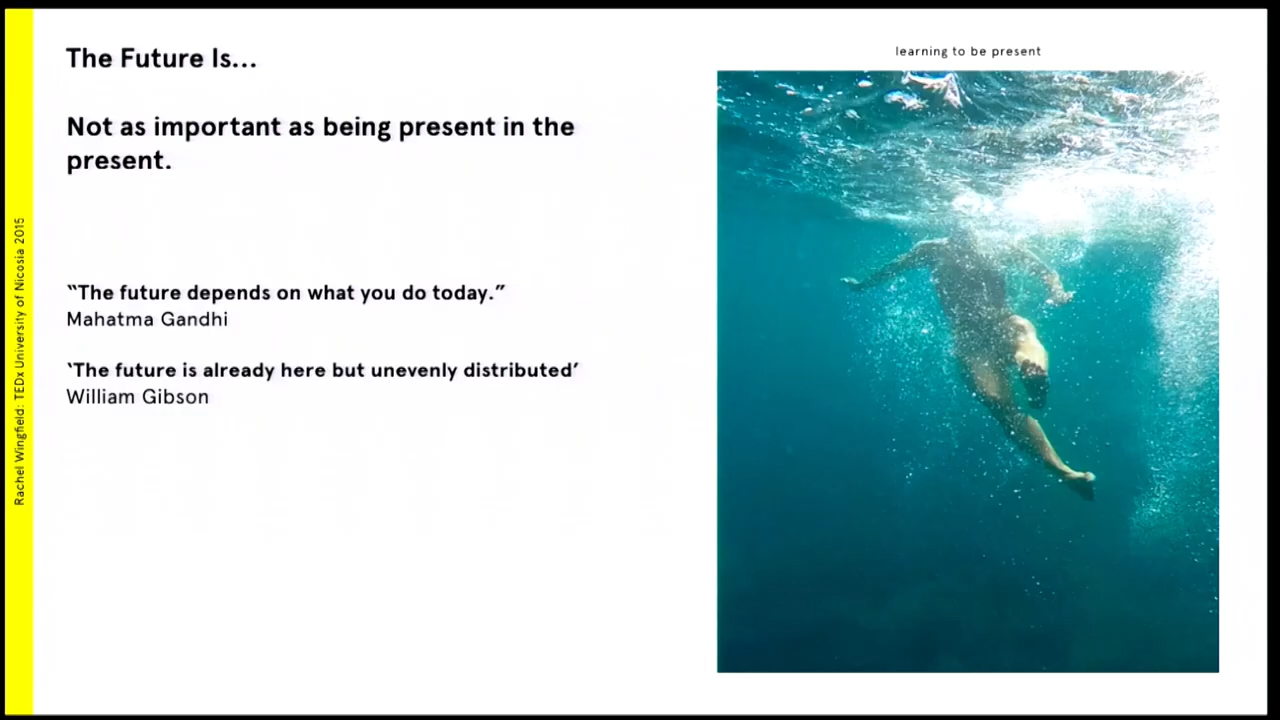 The Future Is...
Not as important as being present in the
present.
“The future depends on what you do today.”
Mahatma Gandhi
‘The future is already here but unevenly distributed’
William Gibson
learning to be present
Rachel Wingfield: TEDx University of Nicosia 2015